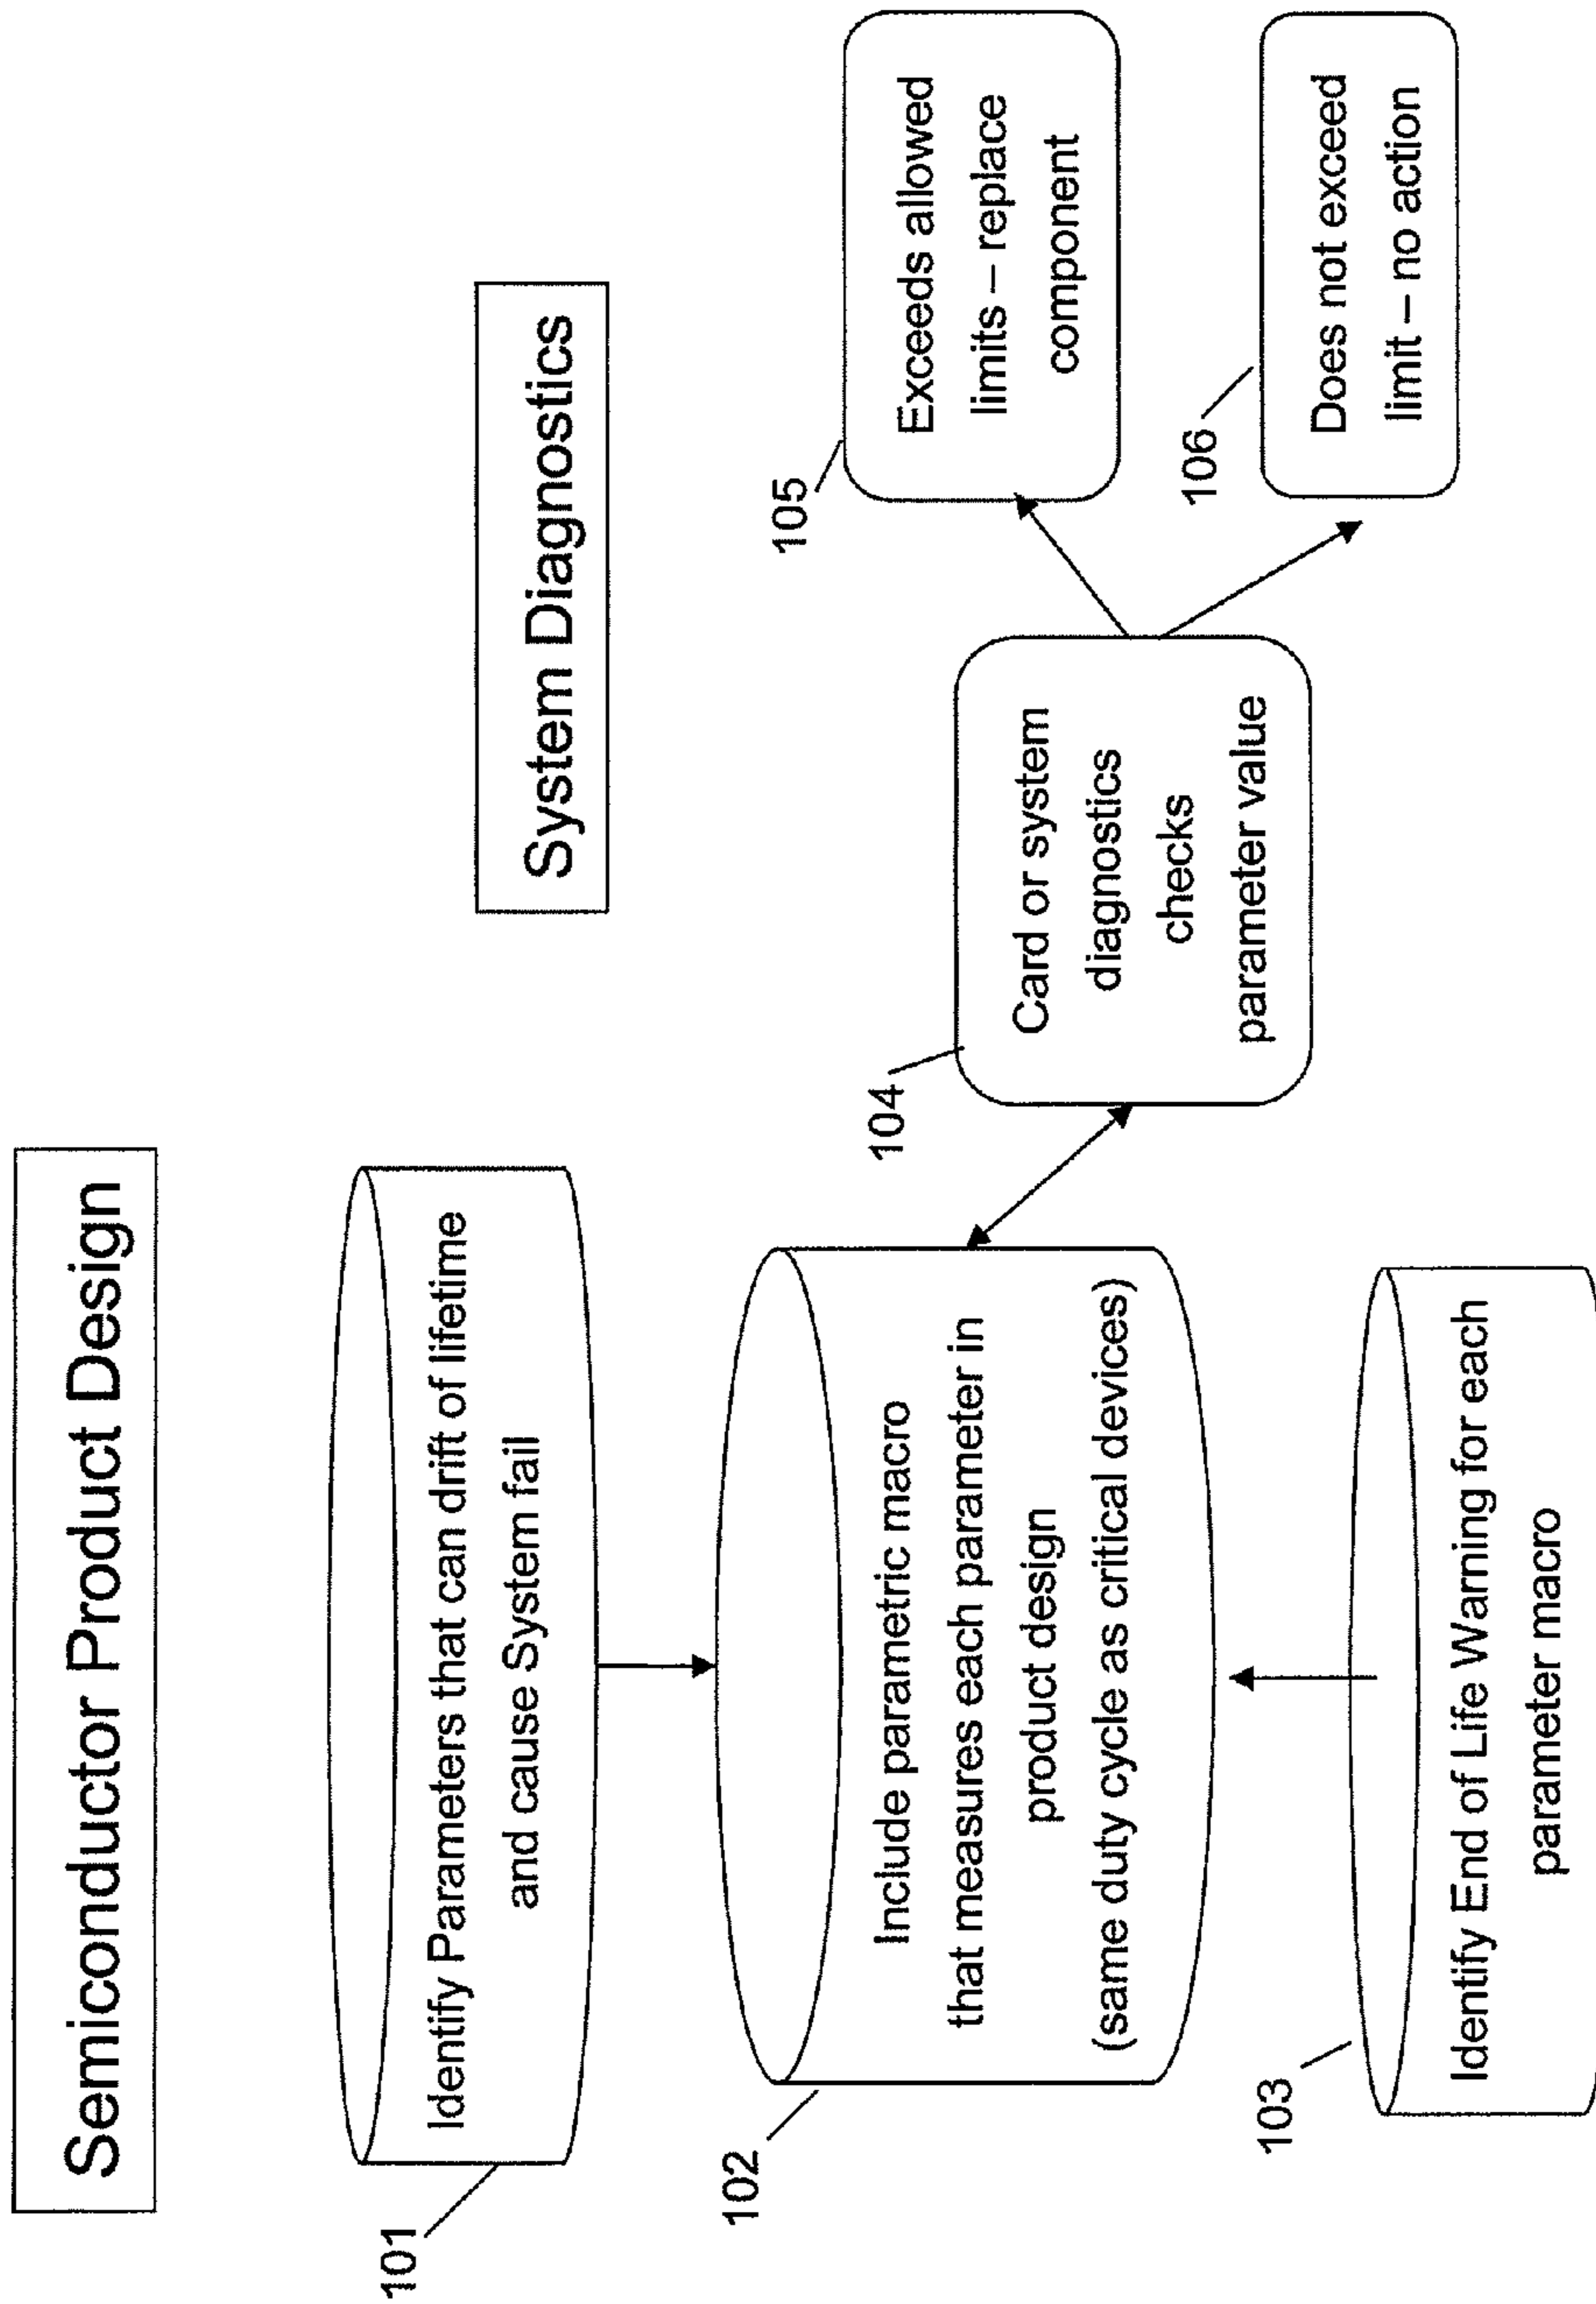 Semiconductor Product Design
101
Identify Parameters that can drift of lifetime
and cause System fail
102
Include parametric macro
that measures each parameter in
product design
(same duty cycle as critical devices)
103
Identify End of Life Warning for each
parameter macro
System Diagnostics
104
Card or system
diagnostics
checks
parameter value
105
Exceeds allowed
limits – replace
component
106
Does not exceed
limit – no action